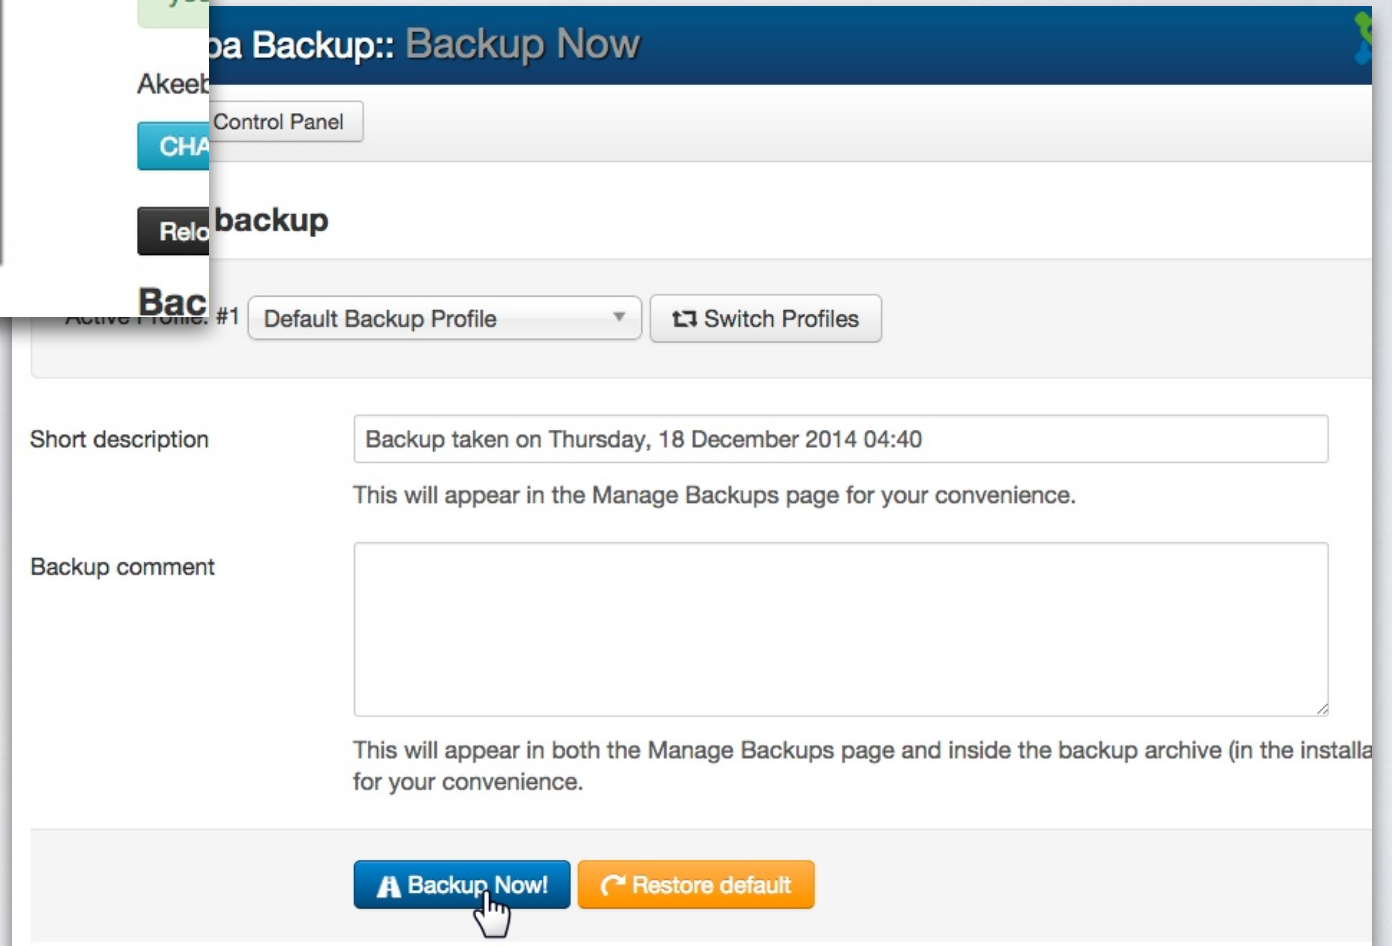 Akeeb
CHA
Relo
Bac
ba Backup:: Backup Now
Control Panel
backup
Active Profile: #1 Default Backup Profile Switch Profiles
Short description Backup taken on Thursday, 18 December 2014 04:40
This will appear in the Manage Backups page for your convenience.
Backup comment
This will appear in both the Manage Backups page and inside the backup archive (in the installa
for your convenience.
Backup Now! Restore default